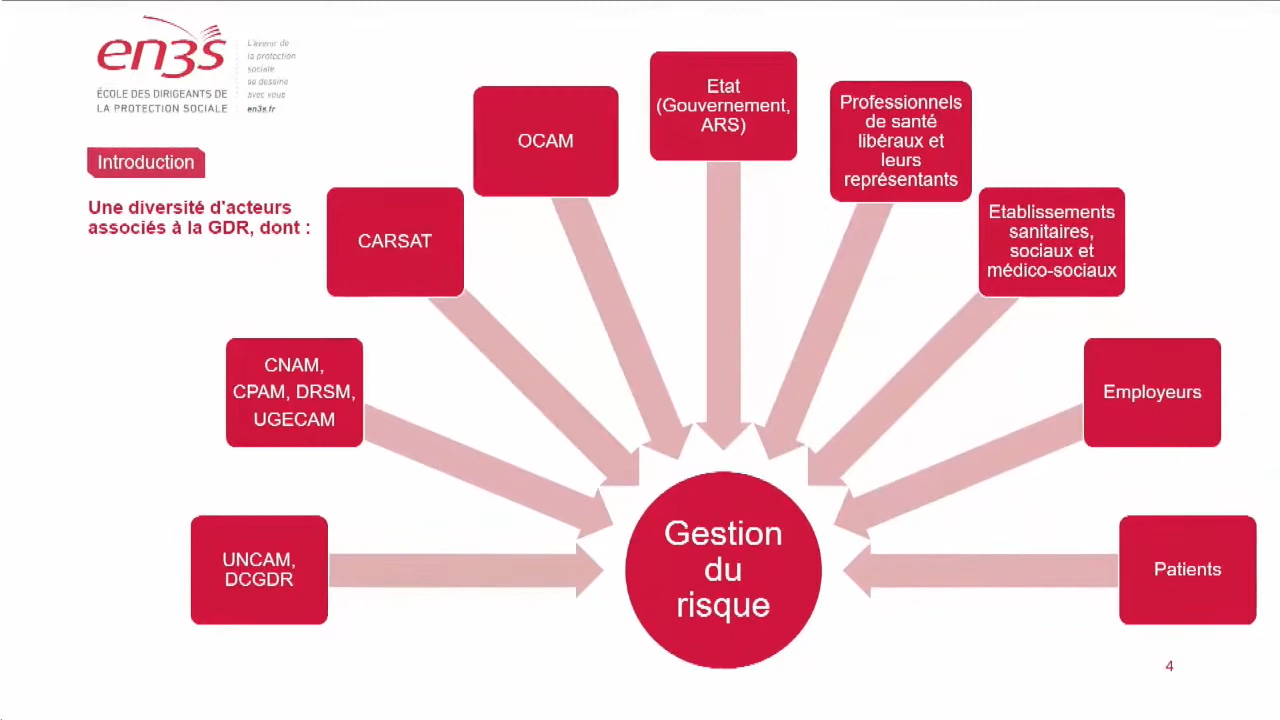 en3s
ÉCOLE DES DIRIGEANTS DE
LA PROTECTION SOCIALE
L'avenir de
la protection
sociale
se dessine
avec vous
en3s.fr
Introduction
Une diversité d'acteurs
associés à la GDR, dont :
UNCAM,
DCGDR
CNAM,
CPAM, DRSM,
UGECAM
CARSAT
OCAM
Etat
(Gouvernement,
ARS)
Professionnels
de santé
libéraux et
leurs
représentants
Etablissements
sanitaires,
sociaux et
médico-sociaux
Employeurs
Patients
Gestion
du
risque
4